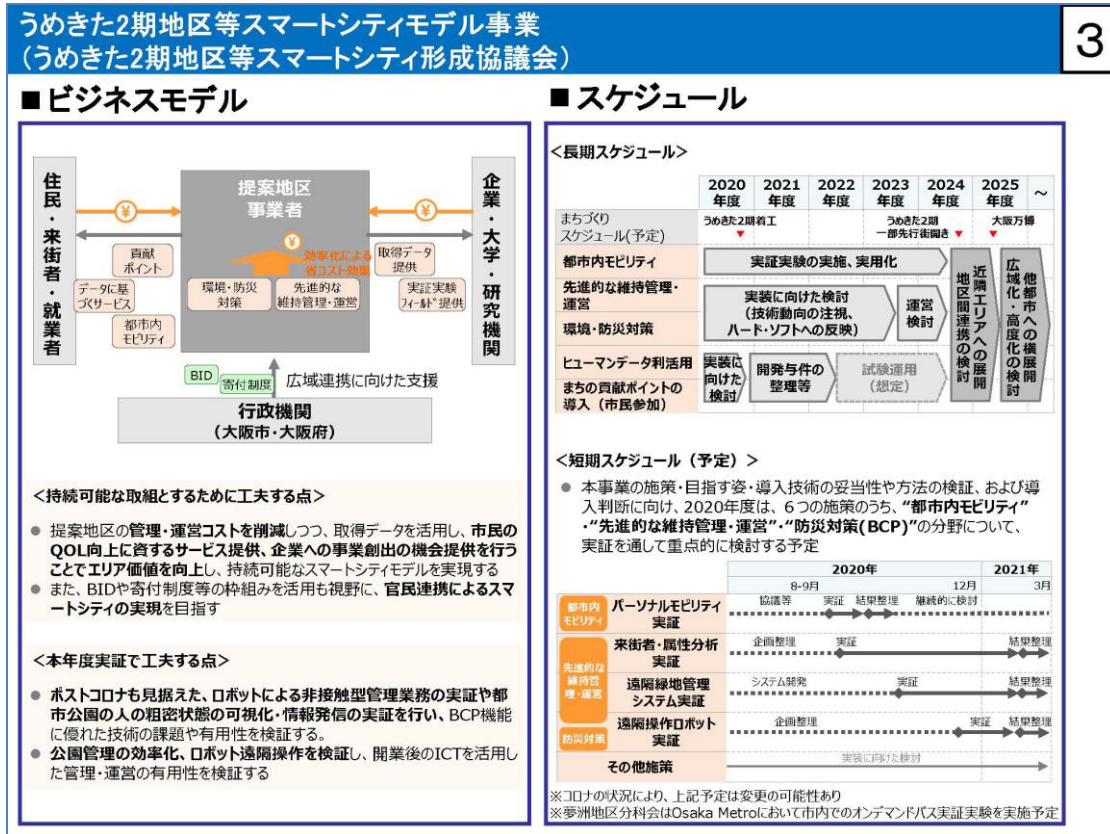 うめきた2期地区等スマートシティモデル事業
（うめきた2期地区等スマートシティ形成協議会）
3
■ビジネスモデル
住民・来街者・就業者
提案地区
事業者
企業・大学・研究機関
¥
¥
¥
効率化による
省コスト効果
貢献
ポイント
データに基
づくサービス
都市内
モビリティ
環境・防災
対策
先進的な
維持管理・運営
取得データ
提供
実証実験
ﾌｨｰﾙﾄﾞ提供
BID
寄付制度
広域連携に向けた支援
行政機関
（大阪市・大阪府）
＜持続可能な取組とするために工夫する点＞
● 提案地区の管理・運営コストを削減しつつ、取得データを活用し、市民の
QOL向上に資するサービス提供、企業への事業創出の機会提供を行う
ことでエリア価値を向上し、持続可能なスマートシティモデルを実現する
● また、BIDや寄付制度等の枠組みを活用も視野に、官民連携によるスマ
ートシティの実現を目指す
＜本年度実証で工夫する点＞
● ポストコロナも見据えた、ロボットによる非接触型管理業務の実証や都
市公園の人の粗密状態の可視化・情報発信の実証を行い、BCP機能
に優れた技術の課題や有用性を検証する。
● 公園管理の効率化、ロボット遠隔操作を検証し、開業後のICTを活用し
た管理・運営の有用性を検証する
■スケジュール
＜長期スケジュール＞
2020
年度
2021
年度
2022
年度
2023
年度
2024
年度
2025
年度
～
まちづくり
スケジュール(予定)
うめきた2期着工
▼
うめきた2期
一部先行街開き ▼
大阪万博
▼
都市内モビリティ
実証実験の実施、実用化
先進的な維持管理・
運営
環境・防災対策
実装に向けた検討
（技術動向の注視、
ハード・ソフトへの反映）
運営
検討
ヒューマンデータ利活用
まちの貢献ポイントの
導入（市民参加）
実装に
向けた
検討
開発与件の
整理等
試験運用
（想定）
近隣エリアへの展開
地区間連携の検討
他都市への横展開
広域化・高度化の検討
＜短期スケジュール（予定）＞
● 本事業の施策・目指す姿・導入技術の妥当性や方法の検証、および導
入判断に向け、2020年度は、６つの施策のうち、“都市内モビリティ”
・“先進的な維持管理・運営”・“防災対策(BCP)”の分野について、
実証を通して重点的に検討する予定
2020年
2021年
8-9月
12月
3月
都市内
モビリティ
パーソナルモビリティ
実証
協議等
実証
結果整理
継続的に検討
先進的な
維持管
理・運営
来街者・属性分析
実証
企画整理
実証
結果整理
遠隔緑地管理
システム実証
システム開発
実証
結果整理
防災対策
遠隔操作ロボット
実証
企画整理
実証
結果整理
その他施策
実装に向けた検討
※コロナの状況により、上記予定は変更の可能性あり
※夢洲地区分科会はOsaka Metroにおいて市内でのオンデマンドバス実証実験を実施予定